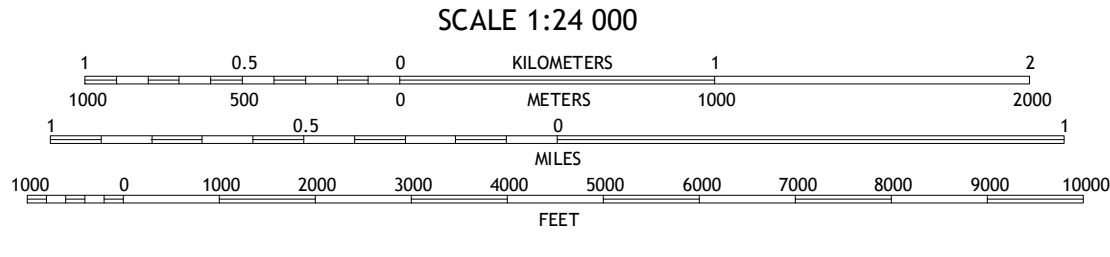 SCALE 1:24 000
1 0.5 0 KILOMETERS 1 2
1000 500 0 METERS 1000 2000
1 0.5 0 1
MILES
1000 0 1000 2000 3000 4000 5000 6000 7000 8000 9000 10000
FEET